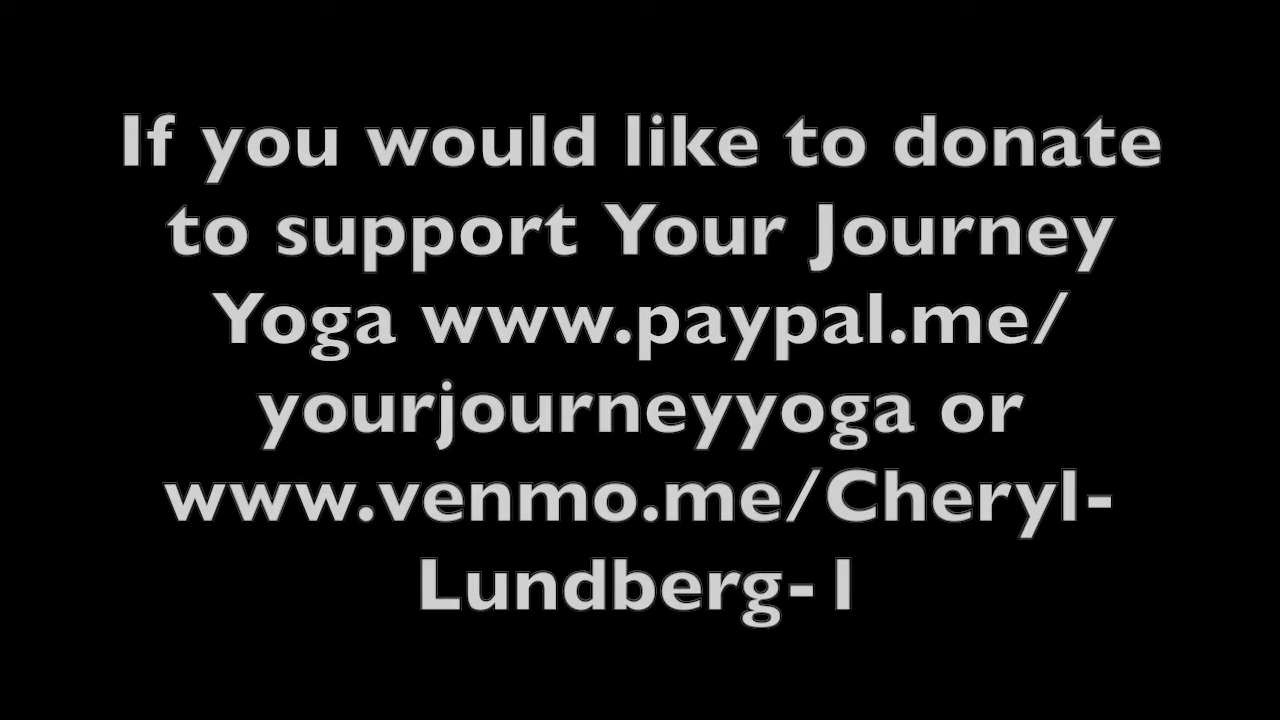 If you would like to donate
to support Your Journey
Yoga www.paypal.me/
yourjourneyyoga or
www.venmo.me/Cheryl-
Lundberg-1